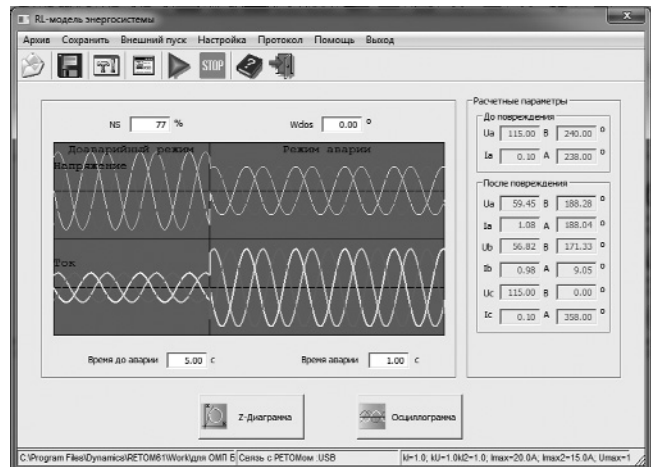 RL-модель энергосистемы
Архив Сохранить Внешний пуск Настройка Протокол Помощь Выход
STOP
NS 77 % Wdos 0.00 °
Доаварийный режим Режим аварии
Напряжение
Ток
Время до аварии 5.00 с Время аварии 1.00 с
Z-Диаграмма Осциллограмма
Расчетные параметры
До повреждения
Ua 115.00 В 240.00 °
Ia 0.10 А 238.00 °
После повреждения
Ua 59.45 В 188.28 °
Ia 1.08 А 188.04 °
Ub 56.82 В 171.33 °
Ib 0.98 А 9.05 °
Uc 115.00 В 0.00 °
Ic 0.10 А 358.00 °
C:\Program Files\Dynamics\RETOM61\Work\для ОМП Б Связь с РЕТОМом :USB kI=1.0; kU=1.0kI2=1.0; Imax=20.0A, Imax2=15.0A, Umax=1